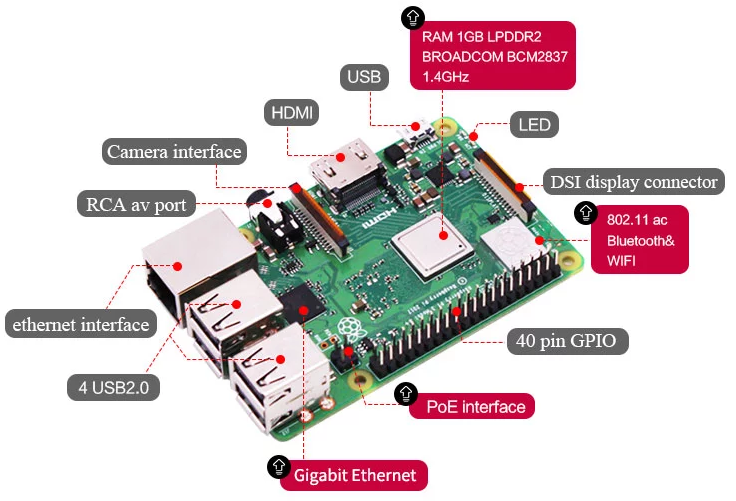 RAM 1GB LPDDR2
BROADCOM BCM2837
1.4GHz
USB
HDMI
LED
Camera interface
DSI display connector
RCA av port
802.11 ac
Bluetooth&
WIFI
HDMI
ethernet interface
40 pin GPIO
4 USB2.0
PoE interface
Gigabit Ethernet